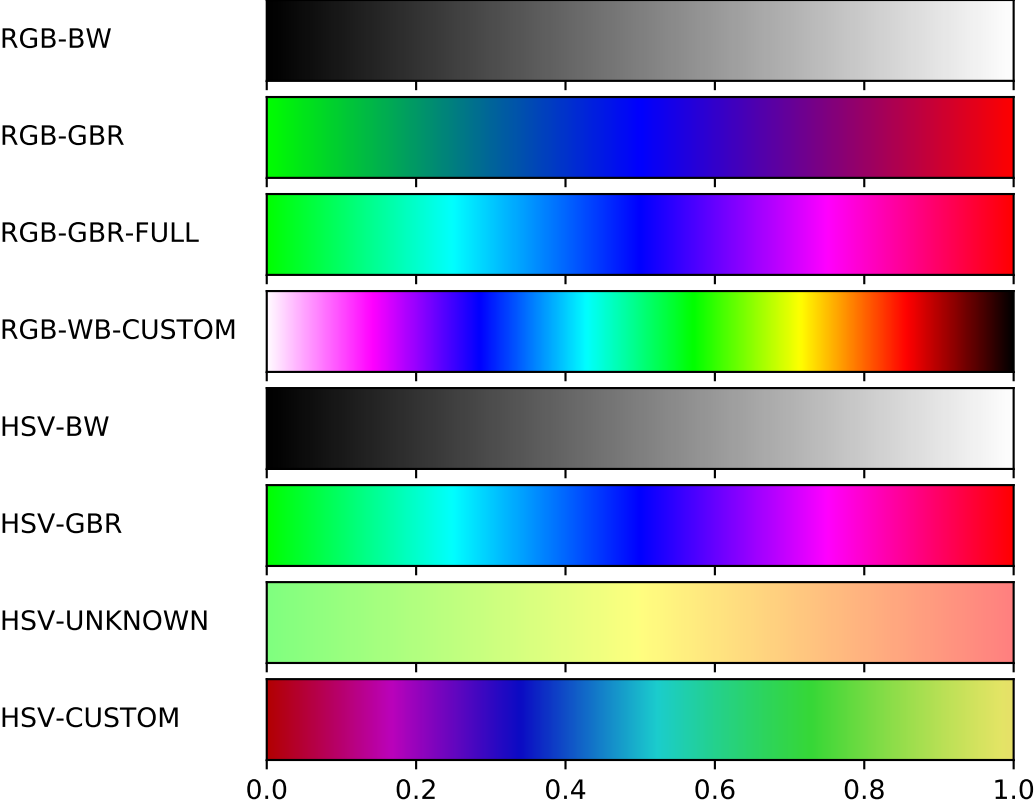 RGB-BW
RGB-GBR
RGB-GBR-FULL
RGB-WB-CUSTOM
HSV-BW
HSV-GBR
HSV-UNKNOWN
HSV-CUSTOM
0.0 0.2 0.4 0.6 0.8 1.0